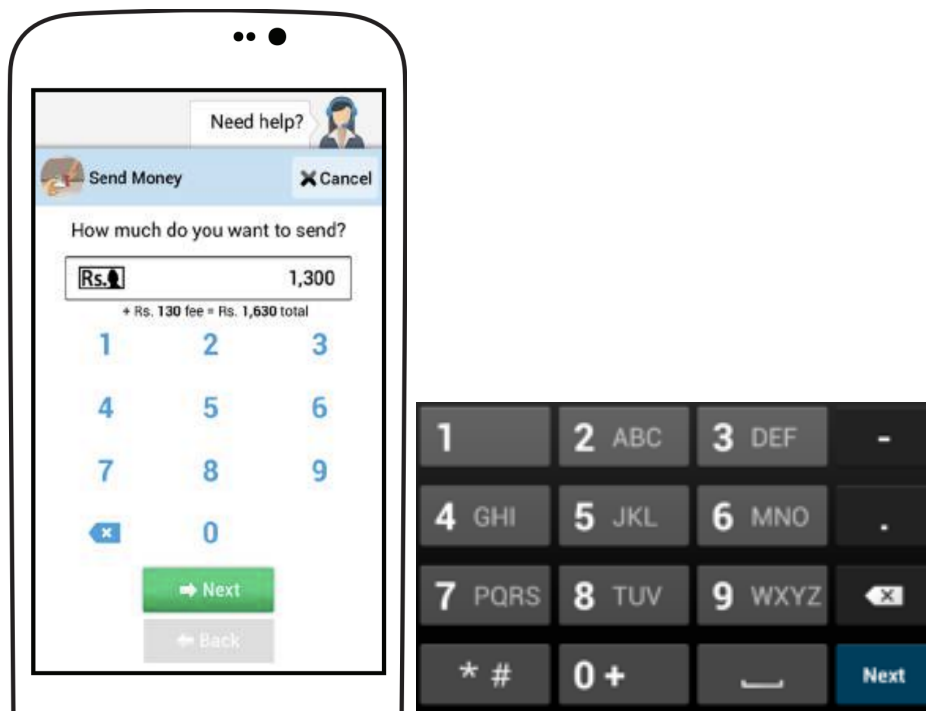 Need help?
Send Money
Cancel
How much do you want to send?
Rs. 1,300
+ Rs. 130 fee = Rs. 1,630 total
1 2 3
4 5 6
7 8 9
0
Next
Back
1 2 ABC 3 DEF -
4 GHI 5 JKL 6 MNO .
7 PQRS 8 TUV 9 WXYZ
* # 0 + Next